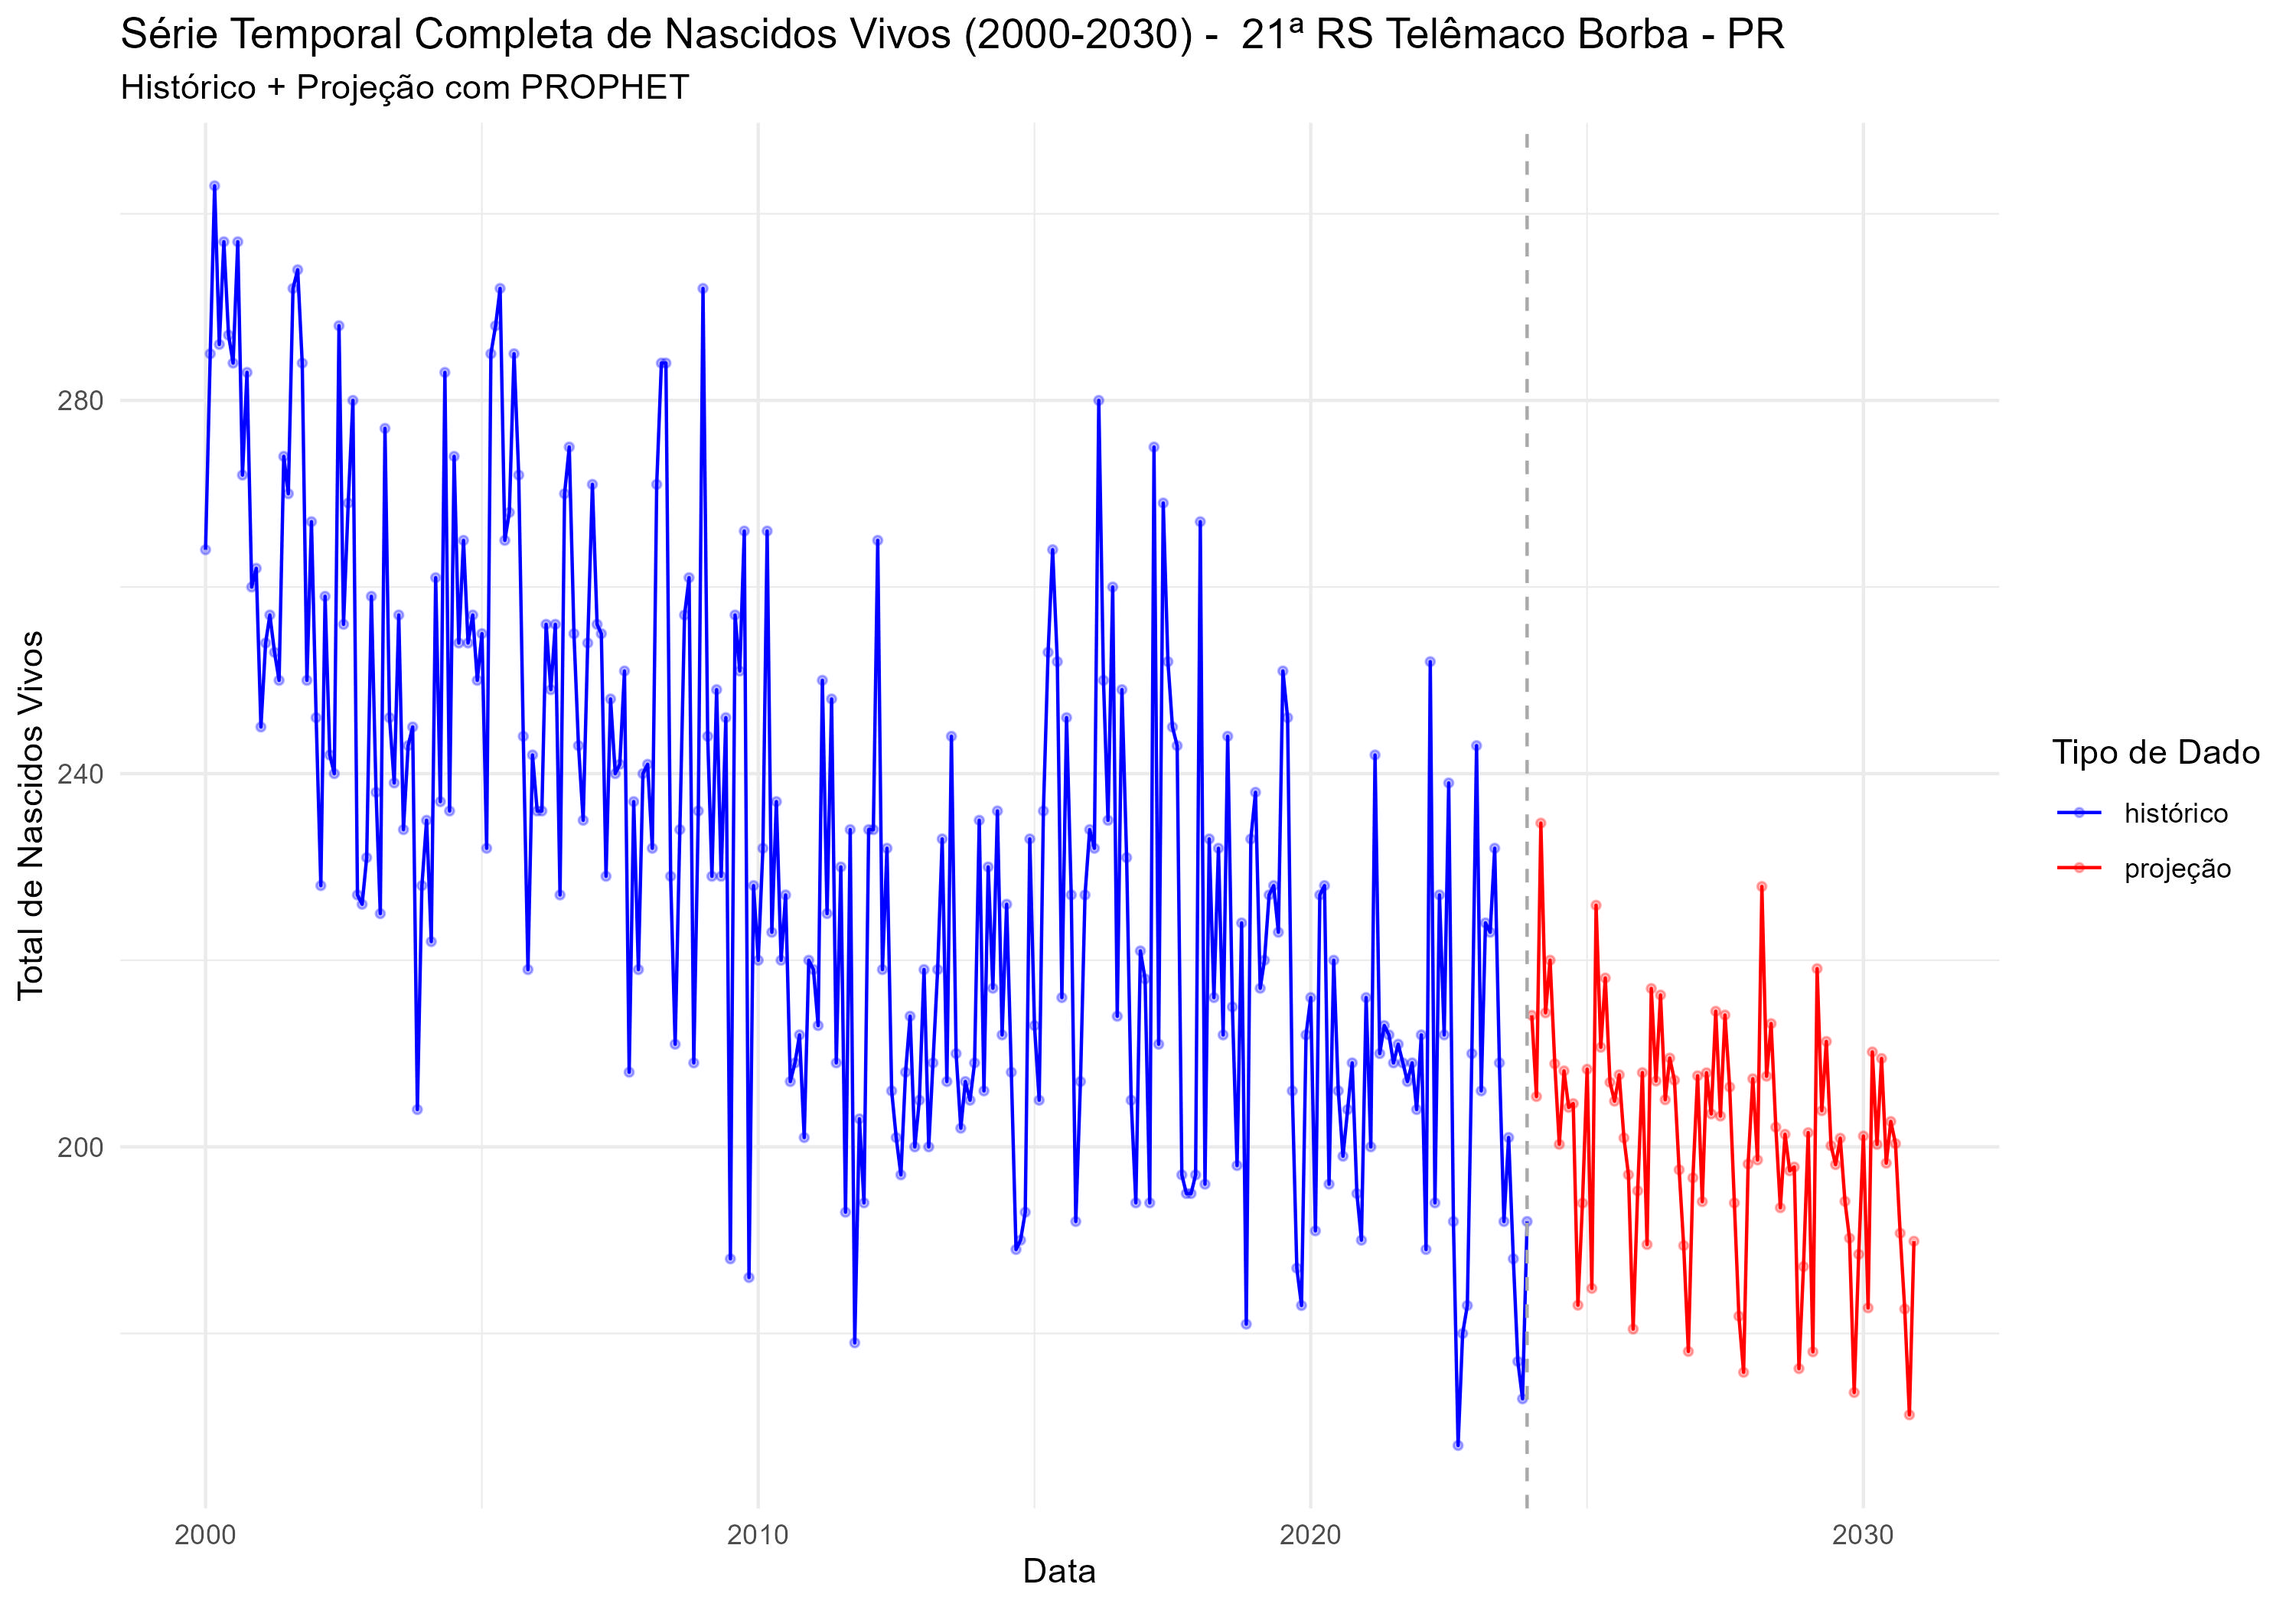 Série Temporal Completa de Nascidos Vivos (2000-2030) -  21ª RS Telêmaco Borba - PR
Histórico + Projeção com PROPHET
Total de Nascidos Vivos
280
240
200
2000
2010
2020
2030
Data
Tipo de Dado
histórico
projeção